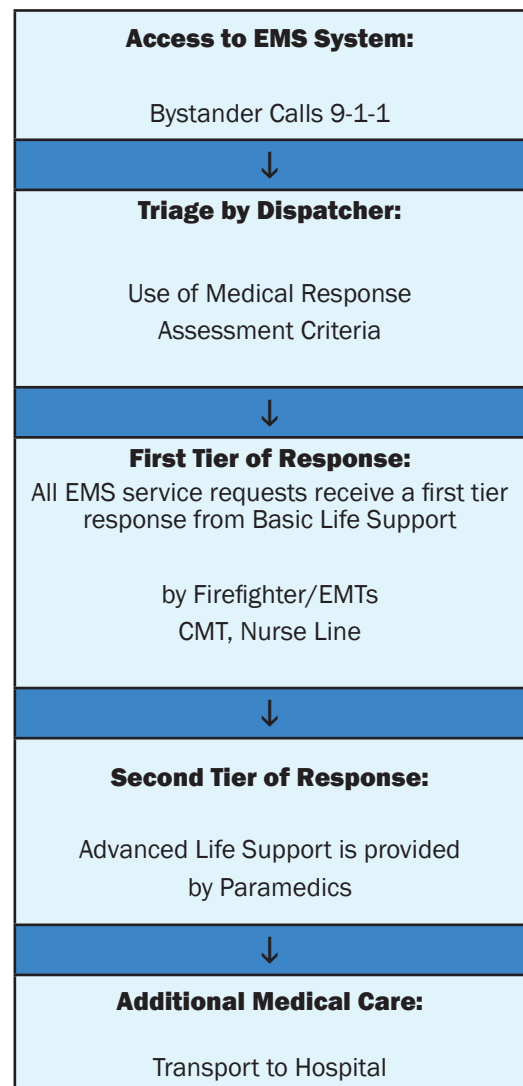 Access to EMS System:
Bystander Calls 9-1-1
↓
Triage by Dispatcher:
Use of Medical Response
Assessment Criteria
↓
First Tier of Response:
All EMS service requests receive a first tier
response from Basic Life Support
by Firefighter/EMTs
CMT, Nurse Line
↓
Second Tier of Response:
Advanced Life Support is provided
by Paramedics
↓
Additional Medical Care:
Transport to Hospital